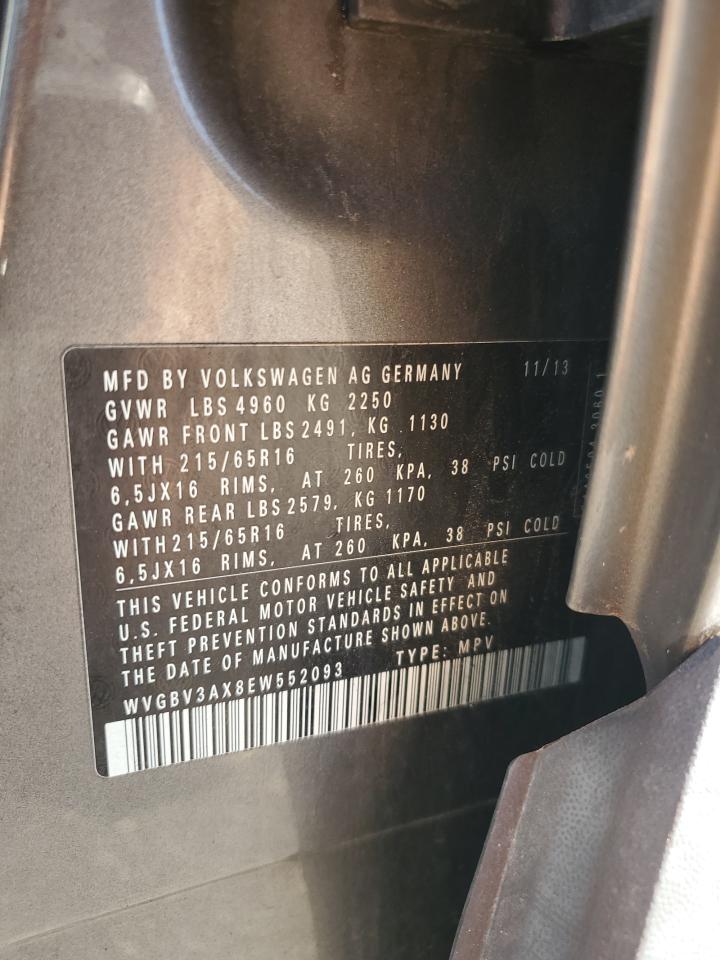 MFD BY VOLKSWAGEN AG GERMANY 11/13
GVWR LBS 4960 KG 2250
GAWR FRONT LBS 2491, KG 1130
WITH 215/65R16 TIRES,
6,5JX16 RIMS, AT 260 KPA, 38 PSI COLD
GAWR REAR LBS 2579, KG 1170
WITH 215/65R16 TIRES,
6,5JX16 RIMS, AT 260 KPA, 38 PSI COLD
THIS VEHICLE CONFORMS TO ALL APPLICABLE
U.S. FEDERAL MOTOR VEHICLE SAFETY AND
THEFT PREVENTION STANDARDS IN EFFECT ON
THE DATE OF MANUFACTURE SHOWN ABOVE.
WVGBV3AX8EW552093 TYPE: MPV